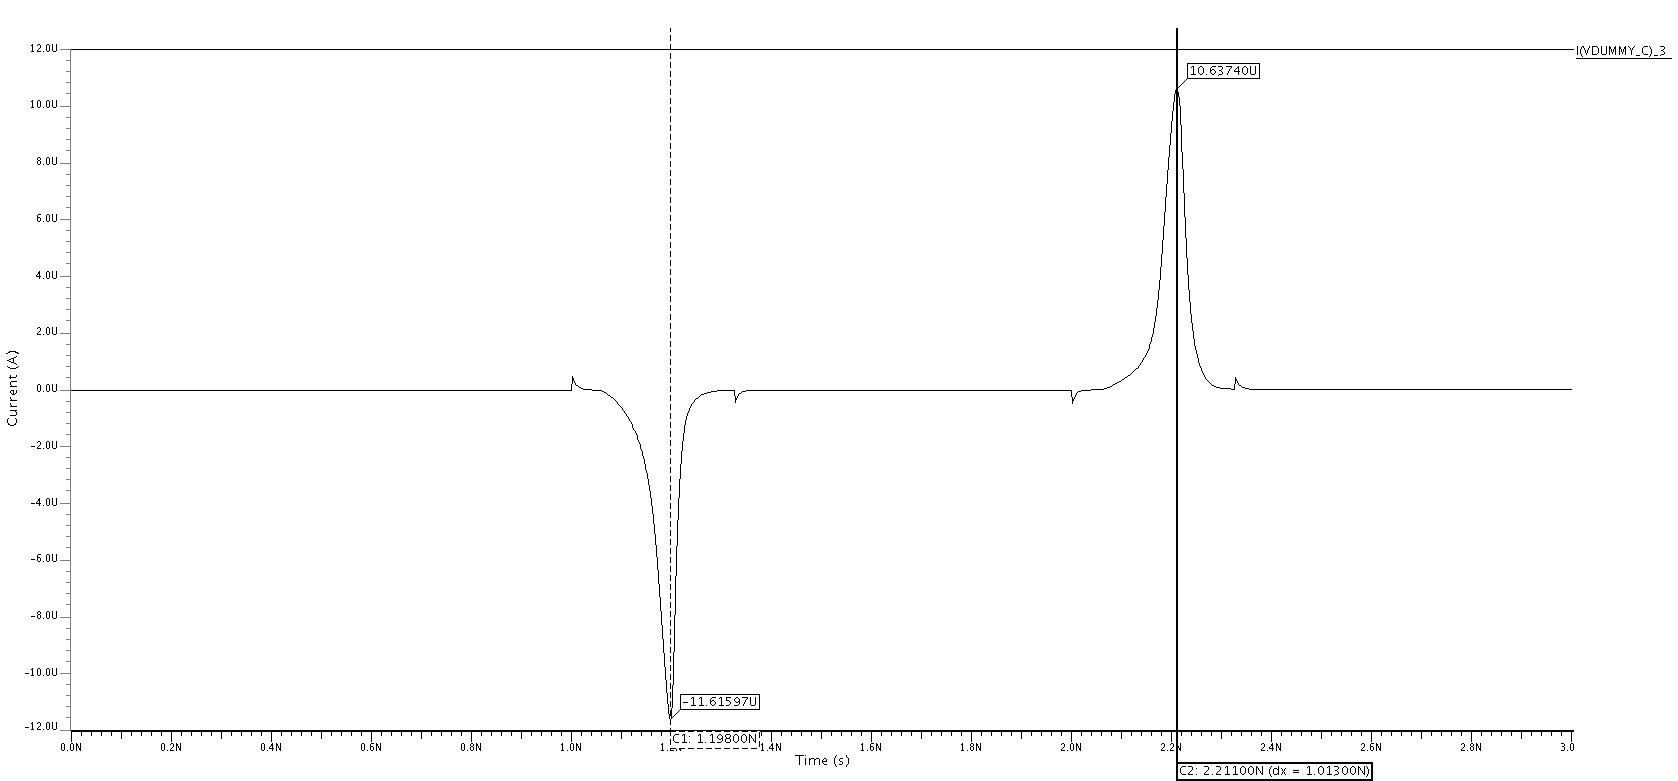 12.0U
I(VDUMMY_C)_3
10.63740U
10.0U
8.0U
6.0U
4.0U
2.0U
0.0U
Current (A)
-2.0U
-4.0U
-6.0U
-8.0U
-10.0U
-11.61597U
-12.0U
C1: 1.19800N
0.0N 0.2N 0.4N 0.6N 0.8N 1.0N 1.4N 1.6N 1.8N 2.0N 2.2N 2.4N 2.6N 2.8N 3.0
Time (s)
C2: 2.21100N (dx = 1.01300N)